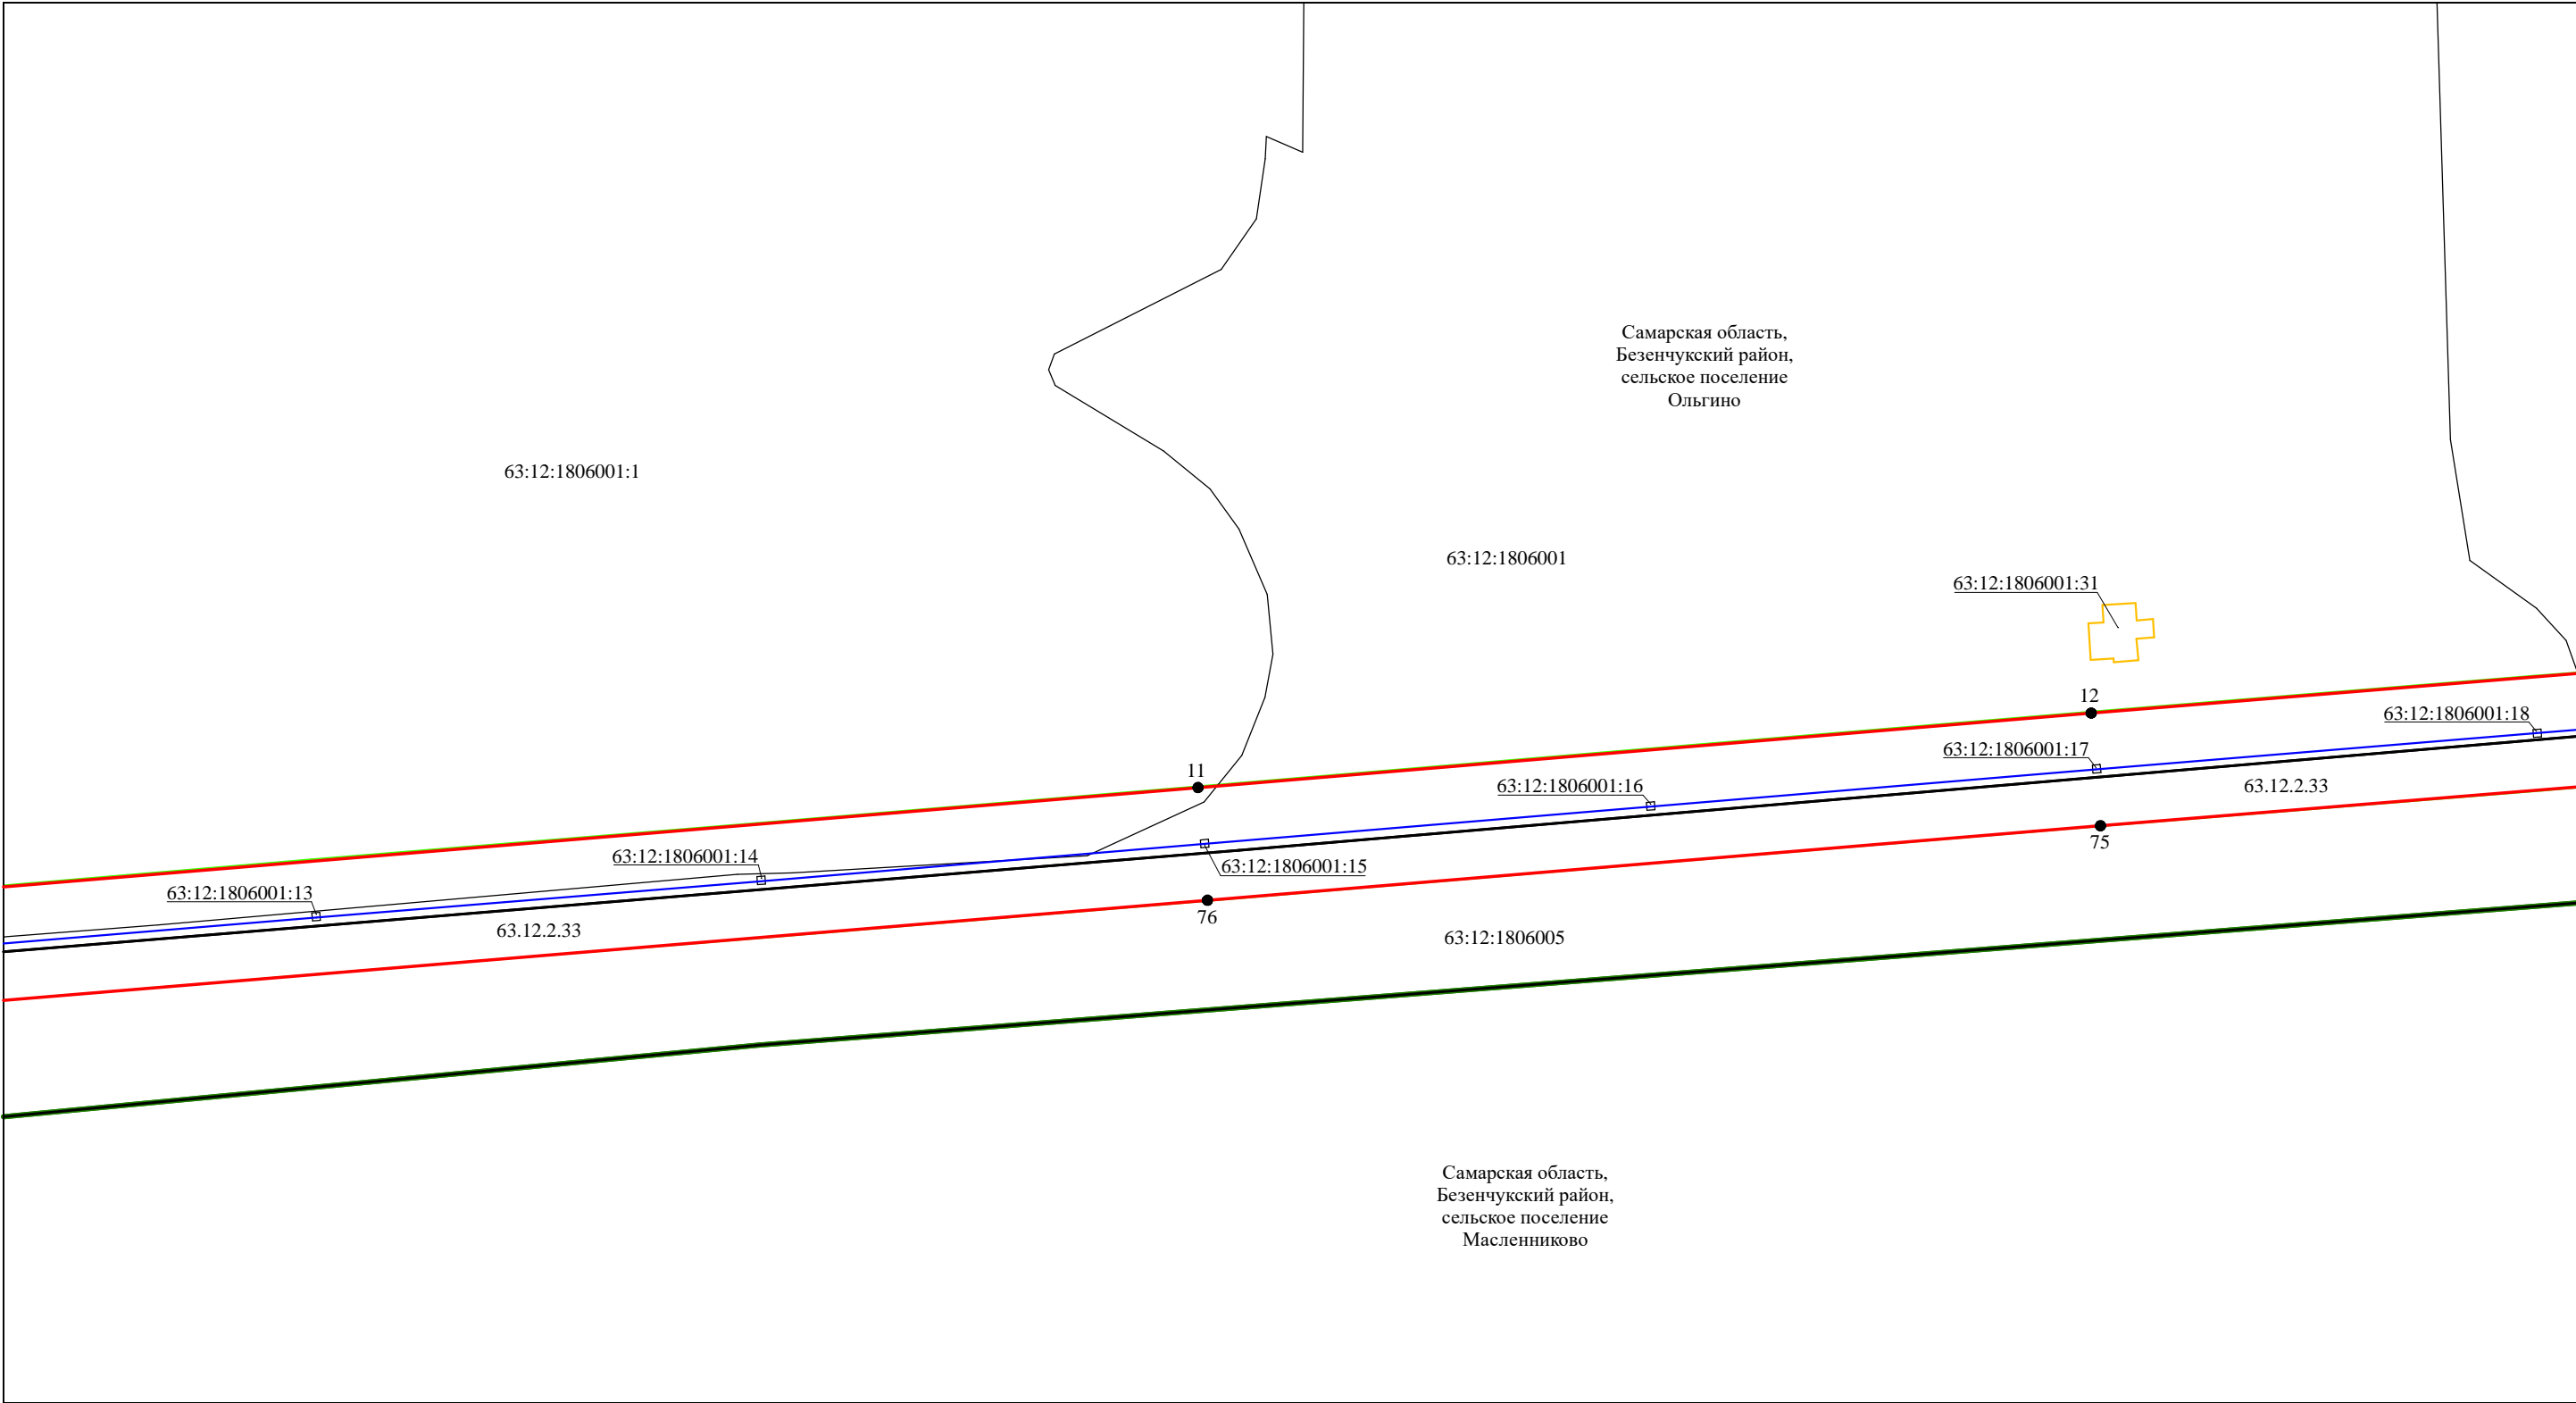 Самарская область,
Безенчукский район,
сельское поселение
Ольгино
63:12:1806001:1
63:12:1806001
63:12:1806001:31
12
63:12:1806001:18
63:12:1806001:17
11
63:12:1806001:16
63.12.2.33
75
63:12:1806001:14
63:12:1806001:15
63:12:1806001:13
76
63.12.2.33
63:12:1806005
Самарская область,
Безенчукский район,
сельское поселение
Масленниково